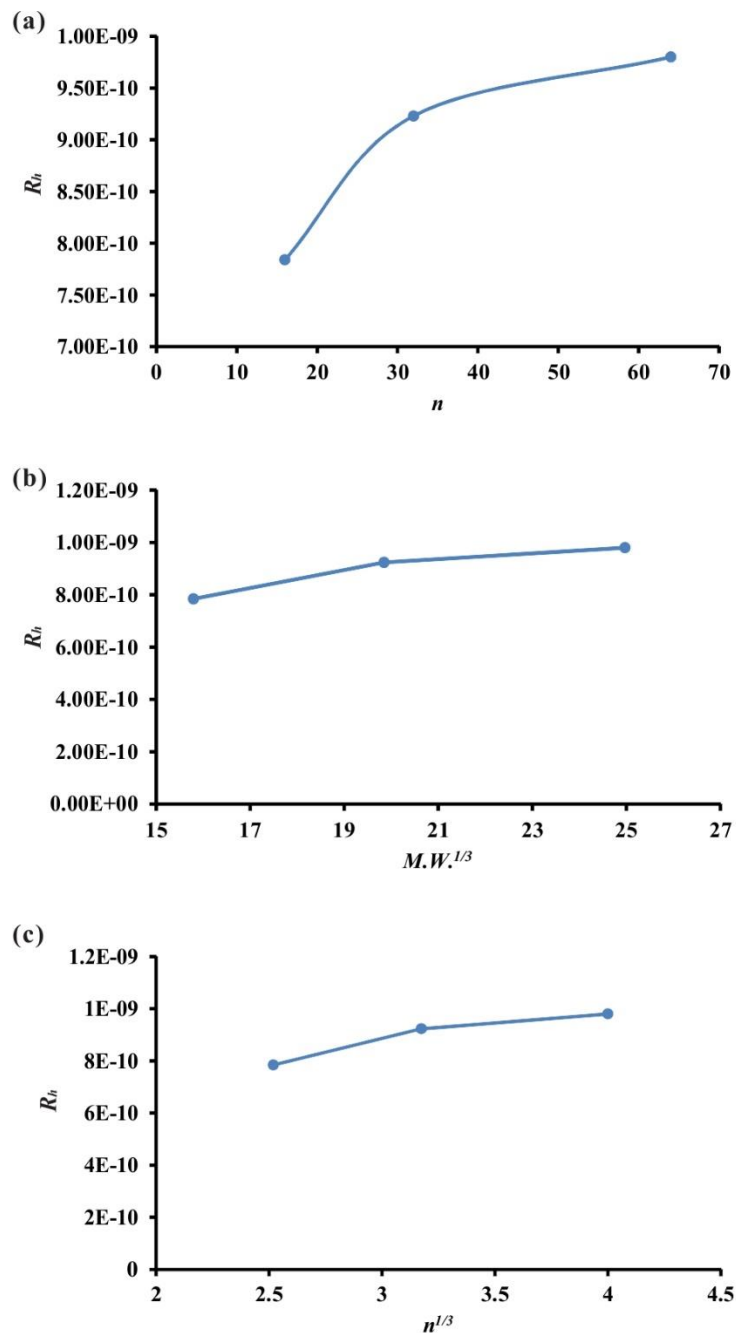 (a)
1.00E-09
9.50E-10
9.00E-10
8.50E-10
8.00E-10
7.50E-10
7.00E-10
Rh
0 10 20 30 40 50 60 70
n
(b)
1.20E-09
1.00E-09
8.00E-10
6.00E-10
4.00E-10
2.00E-10
0.00E+00
Rh
15 17 19 21 23 25 27
M.W.1/3
(c)
1.2E-09
1E-09
8E-10
6E-10
4E-10
2E-10
0
Rh
2 2.5 3 3.5 4 4.5
n1/3